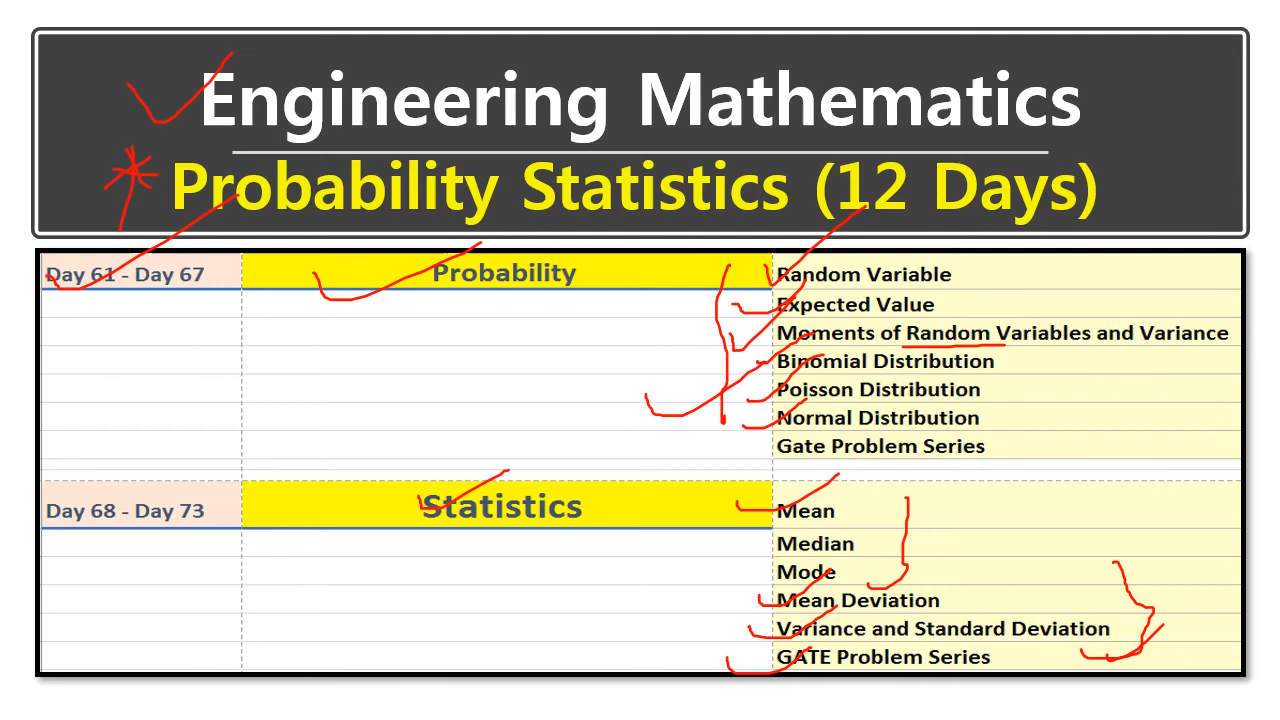 Engineering Mathematics
Probability Statistics (12 Days)
Day 61 - Day 67 Probability Random Variable
Expected Value
Moments of Random Variables and Variance
Binomial Distribution
Poisson Distribution
Normal Distribution
Gate Problem Series
Day 68 - Day 73 Statistics Mean
Median
Mode
Mean Deviation
Variance and Standard Deviation
GATE Problem Series